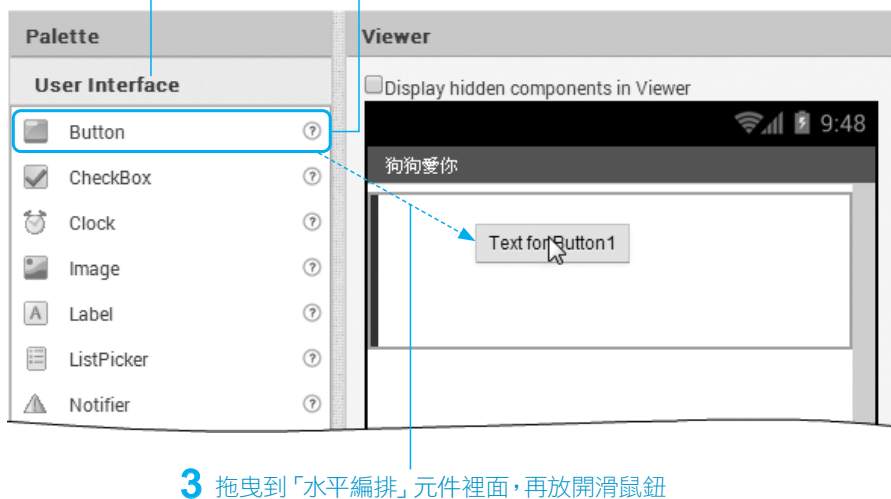 Palette
User Interface
Button
CheckBox
Clock
Image
Label
ListPicker
Notifier
Viewer
Display hidden components in Viewer
9:48
狗狗愛你
Text for Button1
3 拖曳到「水平編排」元件裡面，再放開滑鼠鈕